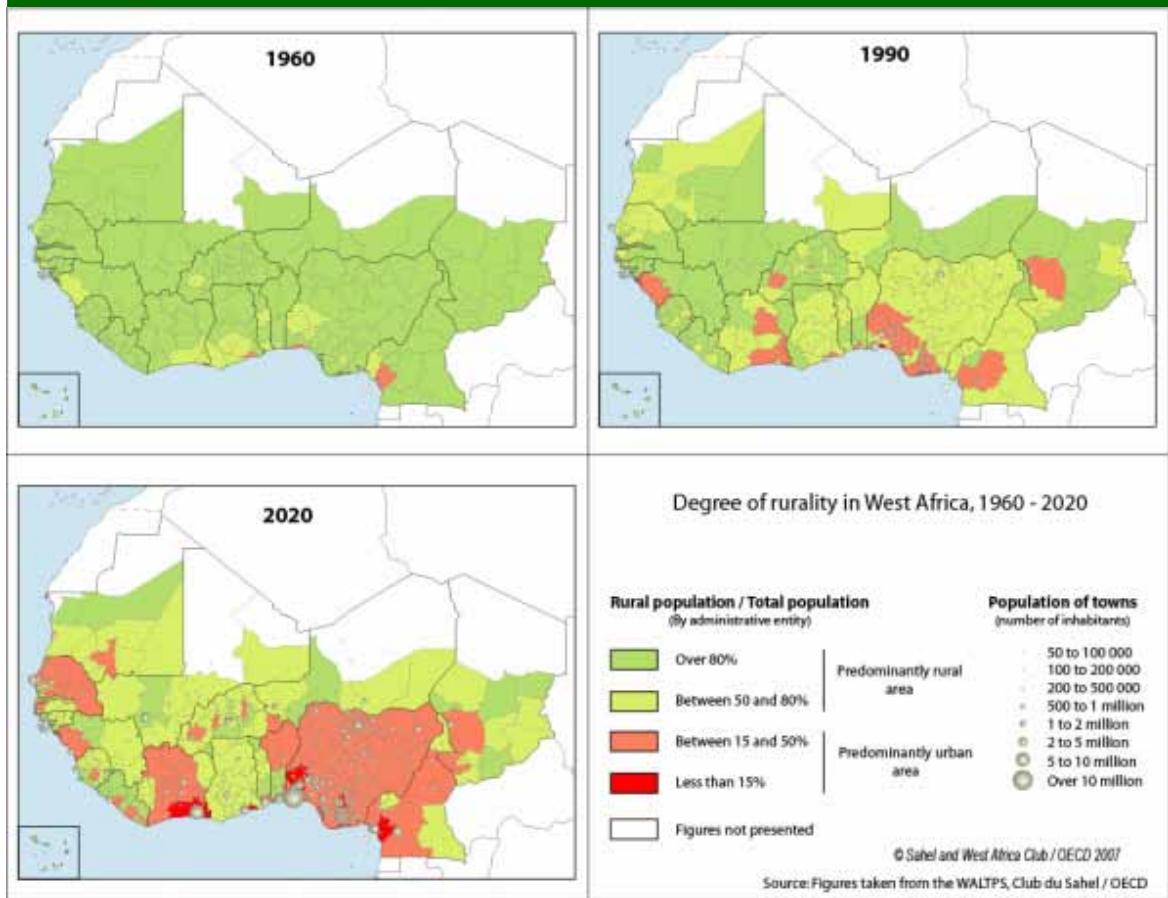 1960
1990
2020
Degree of rurality in West Africa, 1960 - 2020
Rural population / Total population
(By administrative entity)
Over 80%
Between 50 and 80%
Predominantly rural
area
Between 15 and 50%
Less than 15%
Predominantly urban
area
Figures not presented
Population of towns
(number of inhabitants)
50 to 100 000
100 to 200 000
200 to 500 000
500 to 1 million
1 to 2 million
2 to 5 million
5 to 10 million
Over 10 million
© Sahel and West Africa Club / OECD 2007
Source: Figures taken from the WALTPS, Club du Sahel / OECD